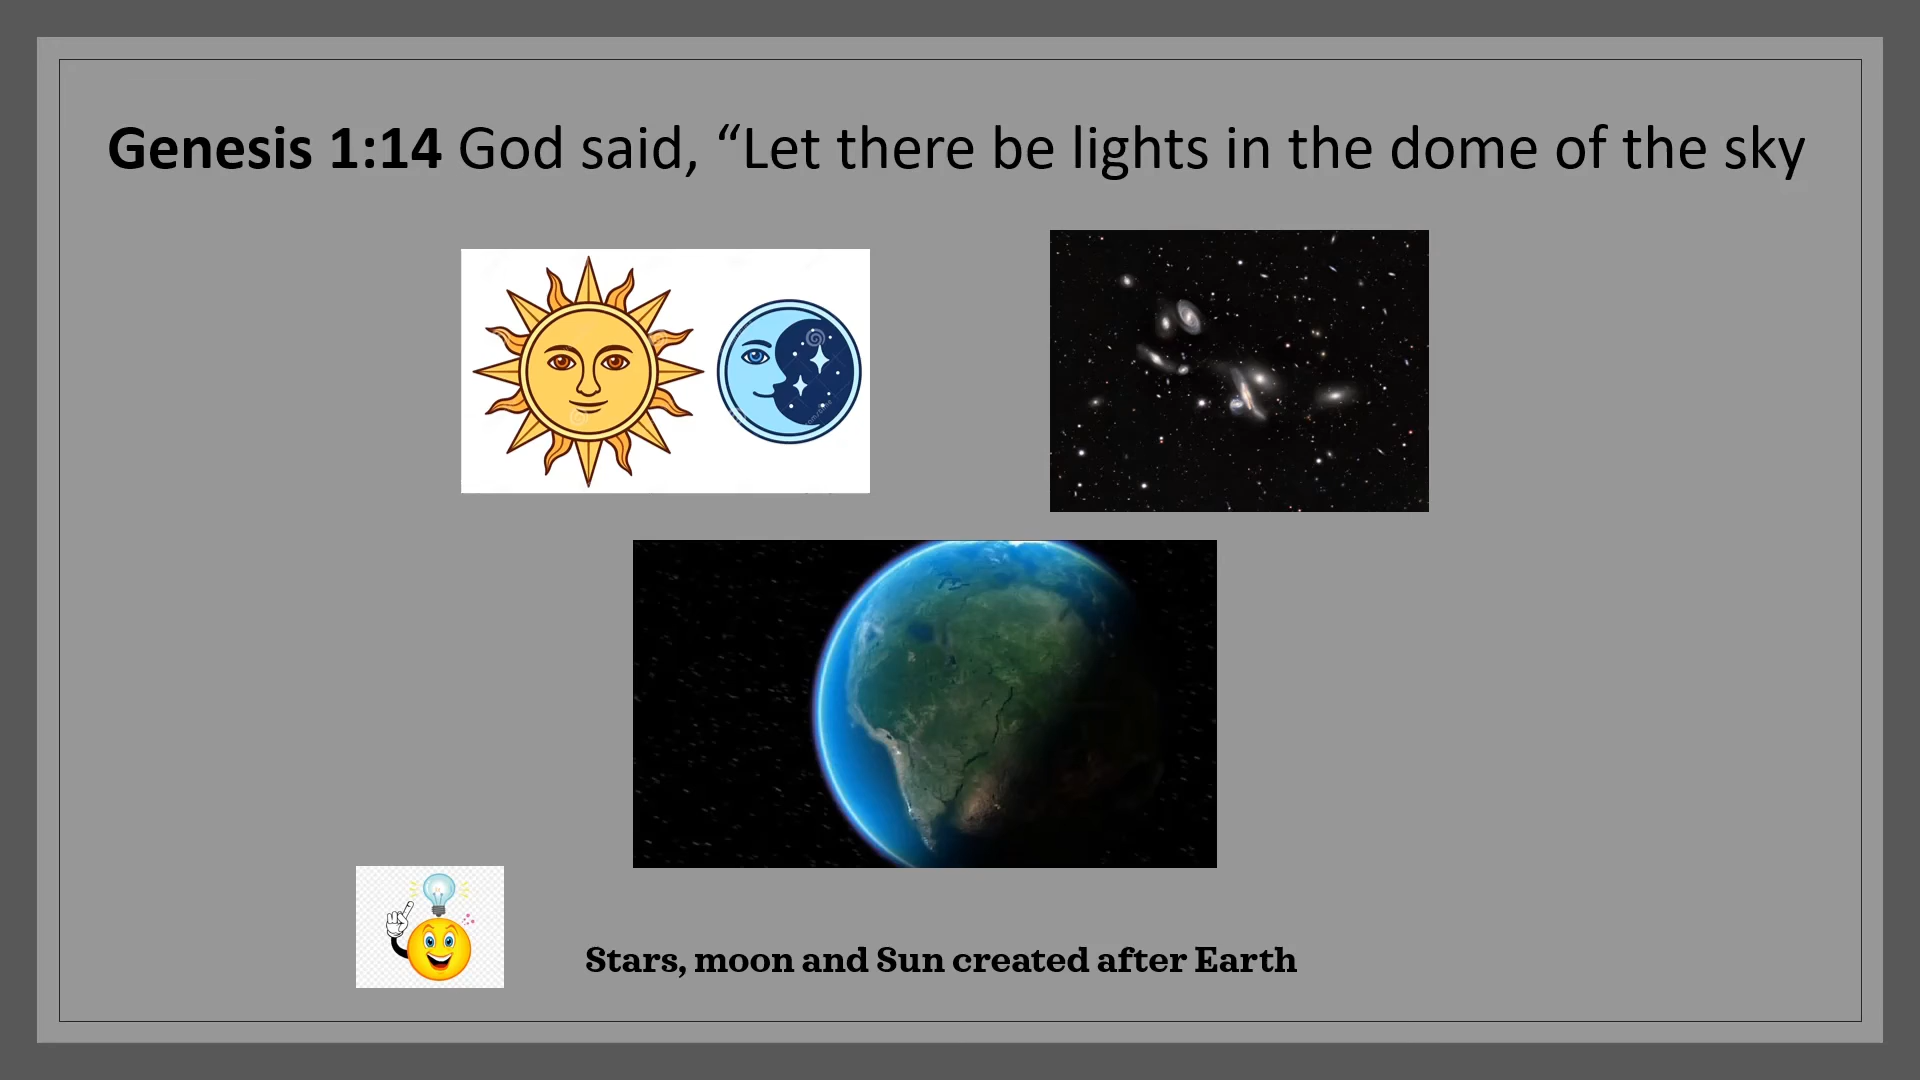 Genesis 1:14 God said, “Let there be lights in the dome of the sky
Stars, moon and Sun created after Earth